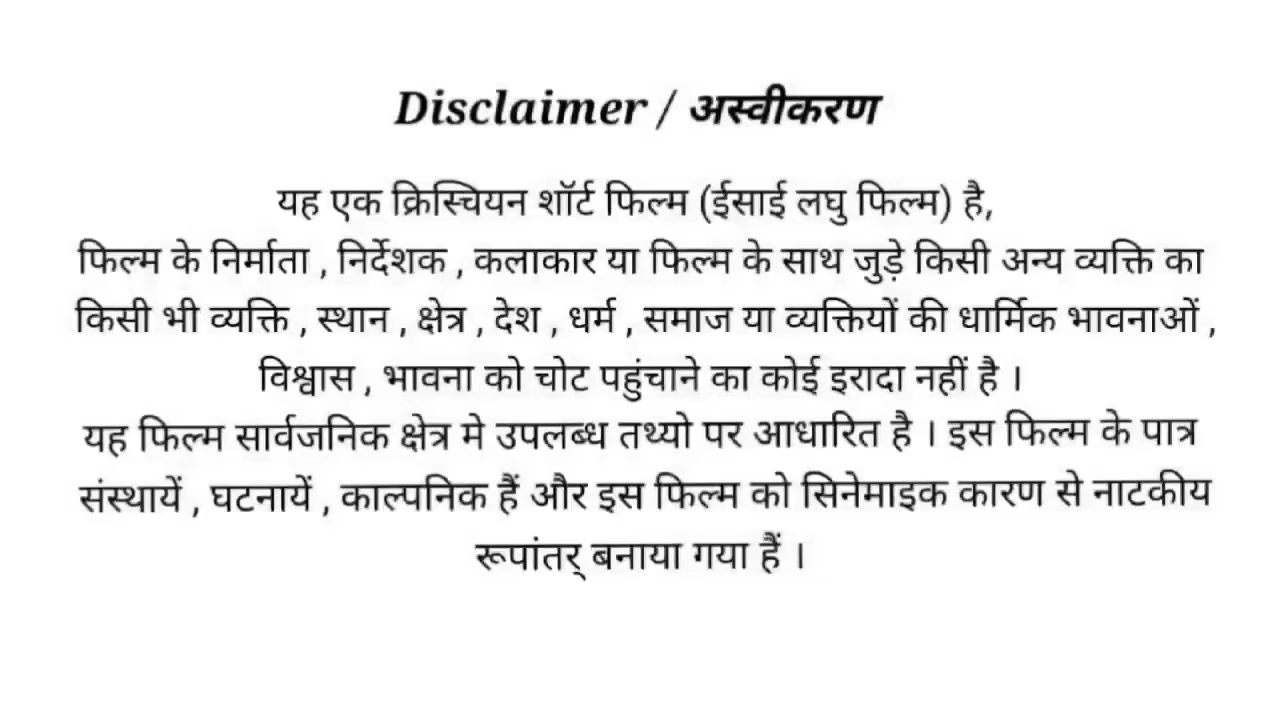 Disclaimer / अस्वीकरण
यह एक क्रिस्चियन शॉर्ट फिल्म (ईसाई लघु फिल्म) है,
फिल्म के निर्माता , निर्देशक , कलाकार या फिल्म के साथ जुड़े किसी अन्य व्यक्ति का
किसी भी व्यक्ति , स्थान , क्षेत्र , देश , धर्म , समाज या व्यक्तियों की धार्मिक भावनाओं ,
विश्वास , भावना को चोट पहुंचाने का कोई इरादा नहीं है ।
यह फिल्म सार्वजनिक क्षेत्र मे उपलब्ध तथ्यो पर आधारित है । इस फिल्म के पात्र
संस्थायें , घटनायें , काल्पनिक हैं और इस फिल्म को सिनेमाइक कारण से नाटकीय
रूपांतर् बनाया गया हैं ।